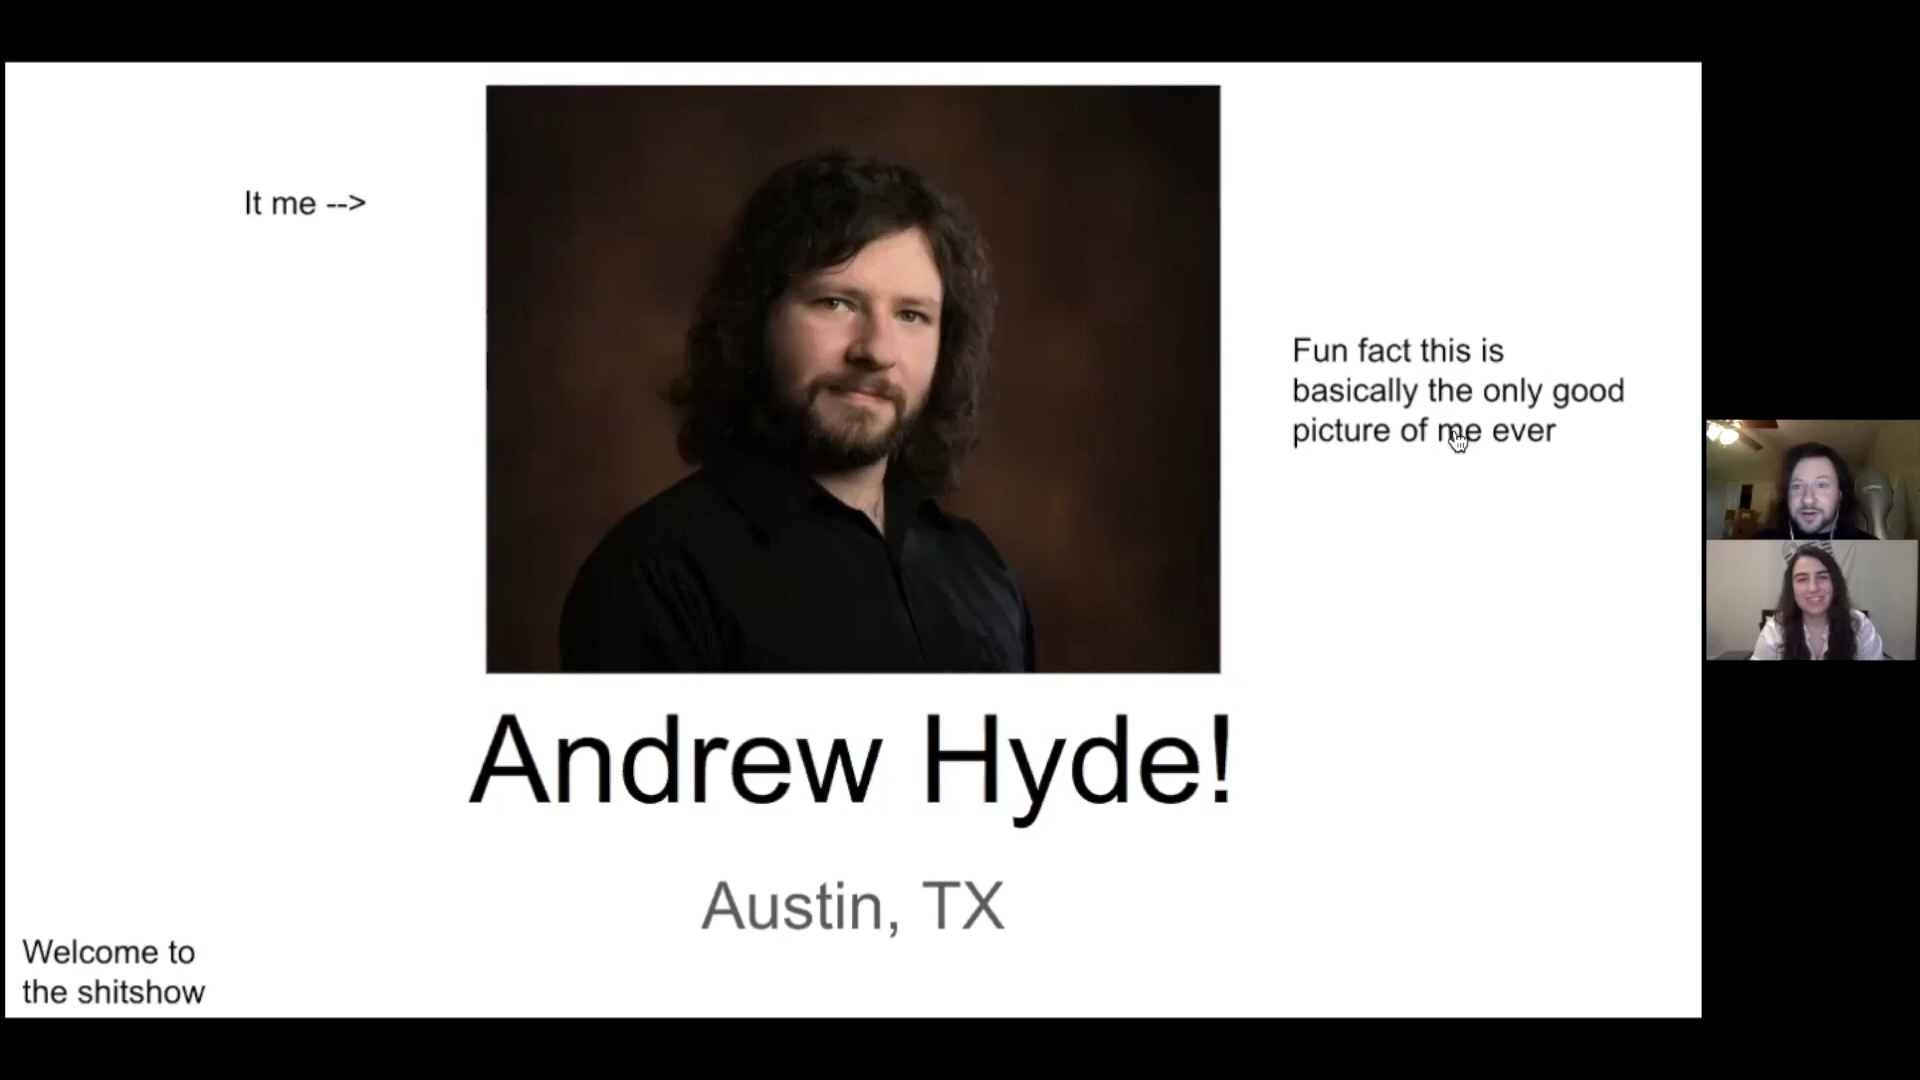 It me -->
Fun fact this is
basically the only good
picture of me ever
Andrew Hyde!
Austin, TX
Welcome to
the shitshow